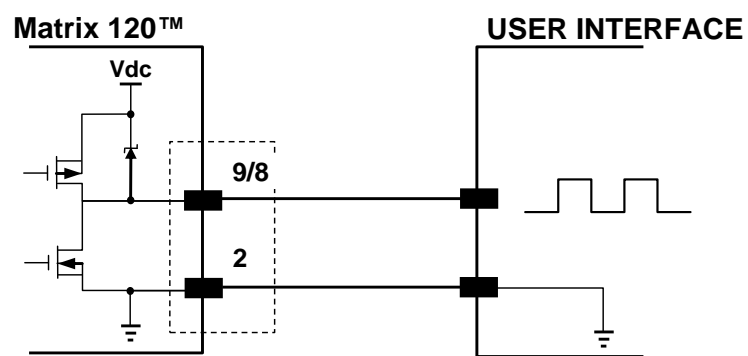 Matrix 120™
USER INTERFACE
Vdc
9/8
2